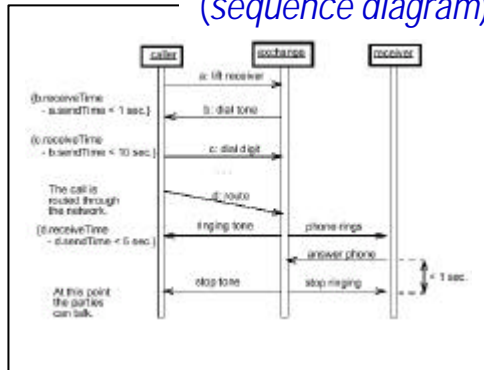 (sequence diagram)
caller
exchange
receiver
a: lift receiver
{b.receiveTime
- a.sendTime < 1 sec.}
b: dial tone
{c.receiveTime
- b.sendTime < 10 sec.}
c: dial digit
. . .
The call is
routed through
the network.
d: route
{d.receiveTime
- d.sendTime < 5 sec.}
ringing tone
phone rings
answer phone
< 1 sec.
stop tone
stop ringing
At this point
the parties
can talk.